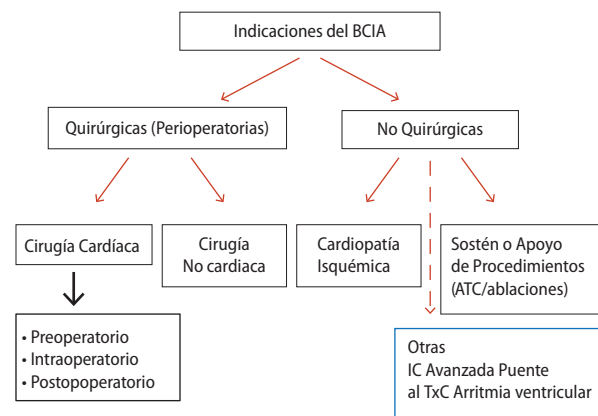 Indicaciones del BCIA
Quirúrgicas (Perioperatorias)
No Quirúrgicas
Cirugía Cardíaca
Cirugía
No cardiaca
Cardiopatía
Isquémica
Sostén o Apoyo
de Procedimientos
(ATC/ablaciones)
• Preoperatorio
• Intraoperatorio
• Postopoperatorio
Otras
IC Avanzada Puente
al TxC Arritmia ventricular